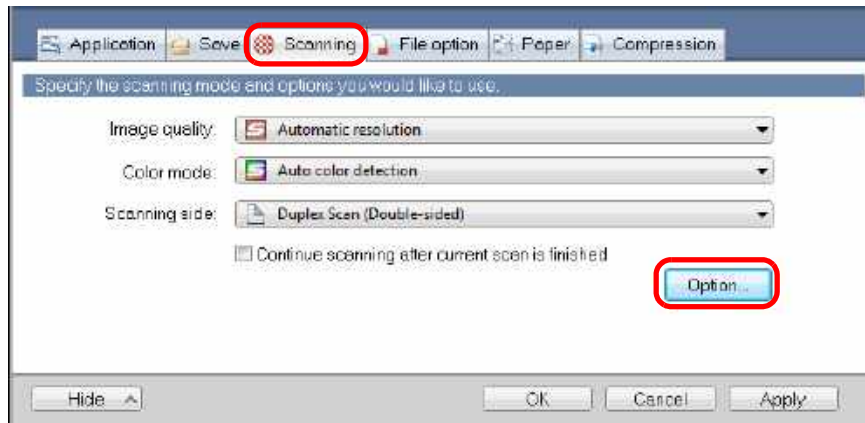 Application Save Scanning File option Paper Compression
Specify the scanning mode and options you would like to use.
Image quality: Automatic resolution
Color mode: Auto color detection
Scanning side: Duplex Scan (Double-sided)
Continue scanning after current scan is finished
Option...
Hide OK Cancel Apply